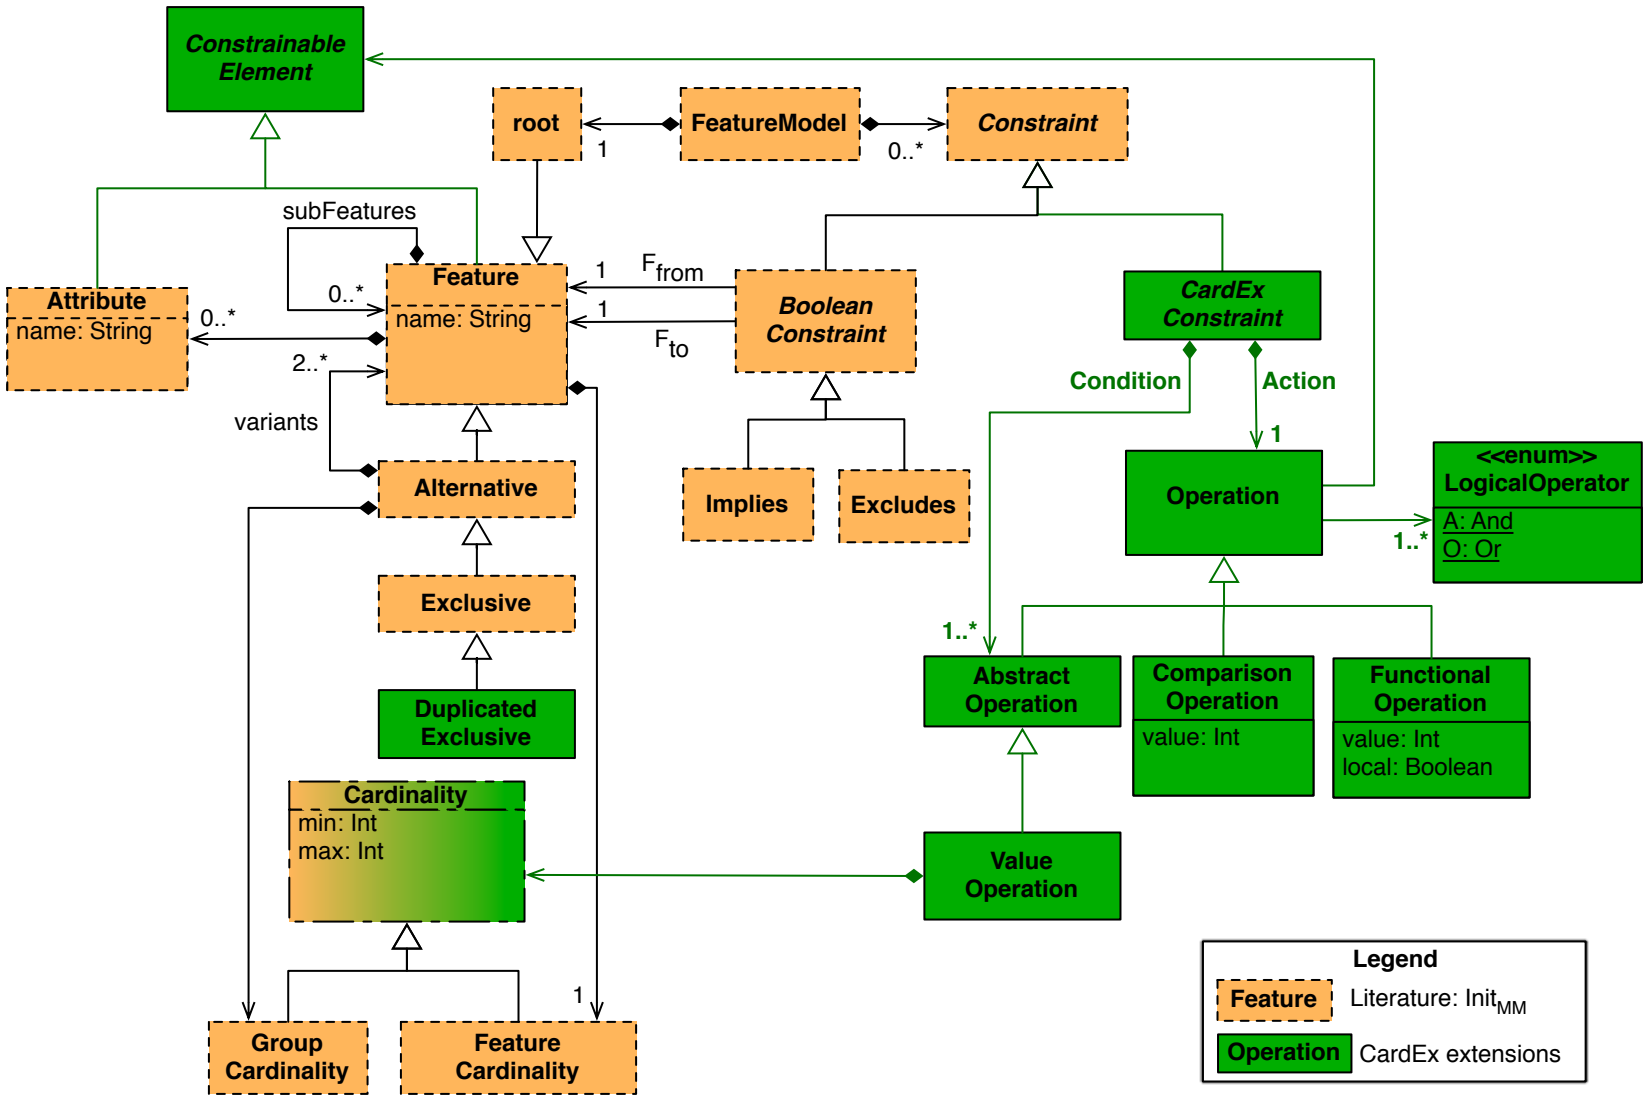 Constrainable
Element
root
1
FeatureModel
0..*
Constraint
subFeatures
0..*
Attribute
name: String
0..*
Feature
name: String
1
F from
1
F to
Boolean
Constraint
CardEx
Constraint
Condition
Action
2..*
variants
1
Alternative
Implies
Excludes
Operation
<<enum>>
LogicalOperator
A: And
O: Or
1..*
Exclusive
1..*
Duplicated
Exclusive
Abstract
Operation
Comparison
Operation
value: Int
Functional
Operation
value: Int
local: Boolean
Cardinality
min: Int
max: Int
Value
Operation
1
Group
Cardinality
Feature
Cardinality
Legend
Feature
Literature: InitMM
Operation
CardEx extensions